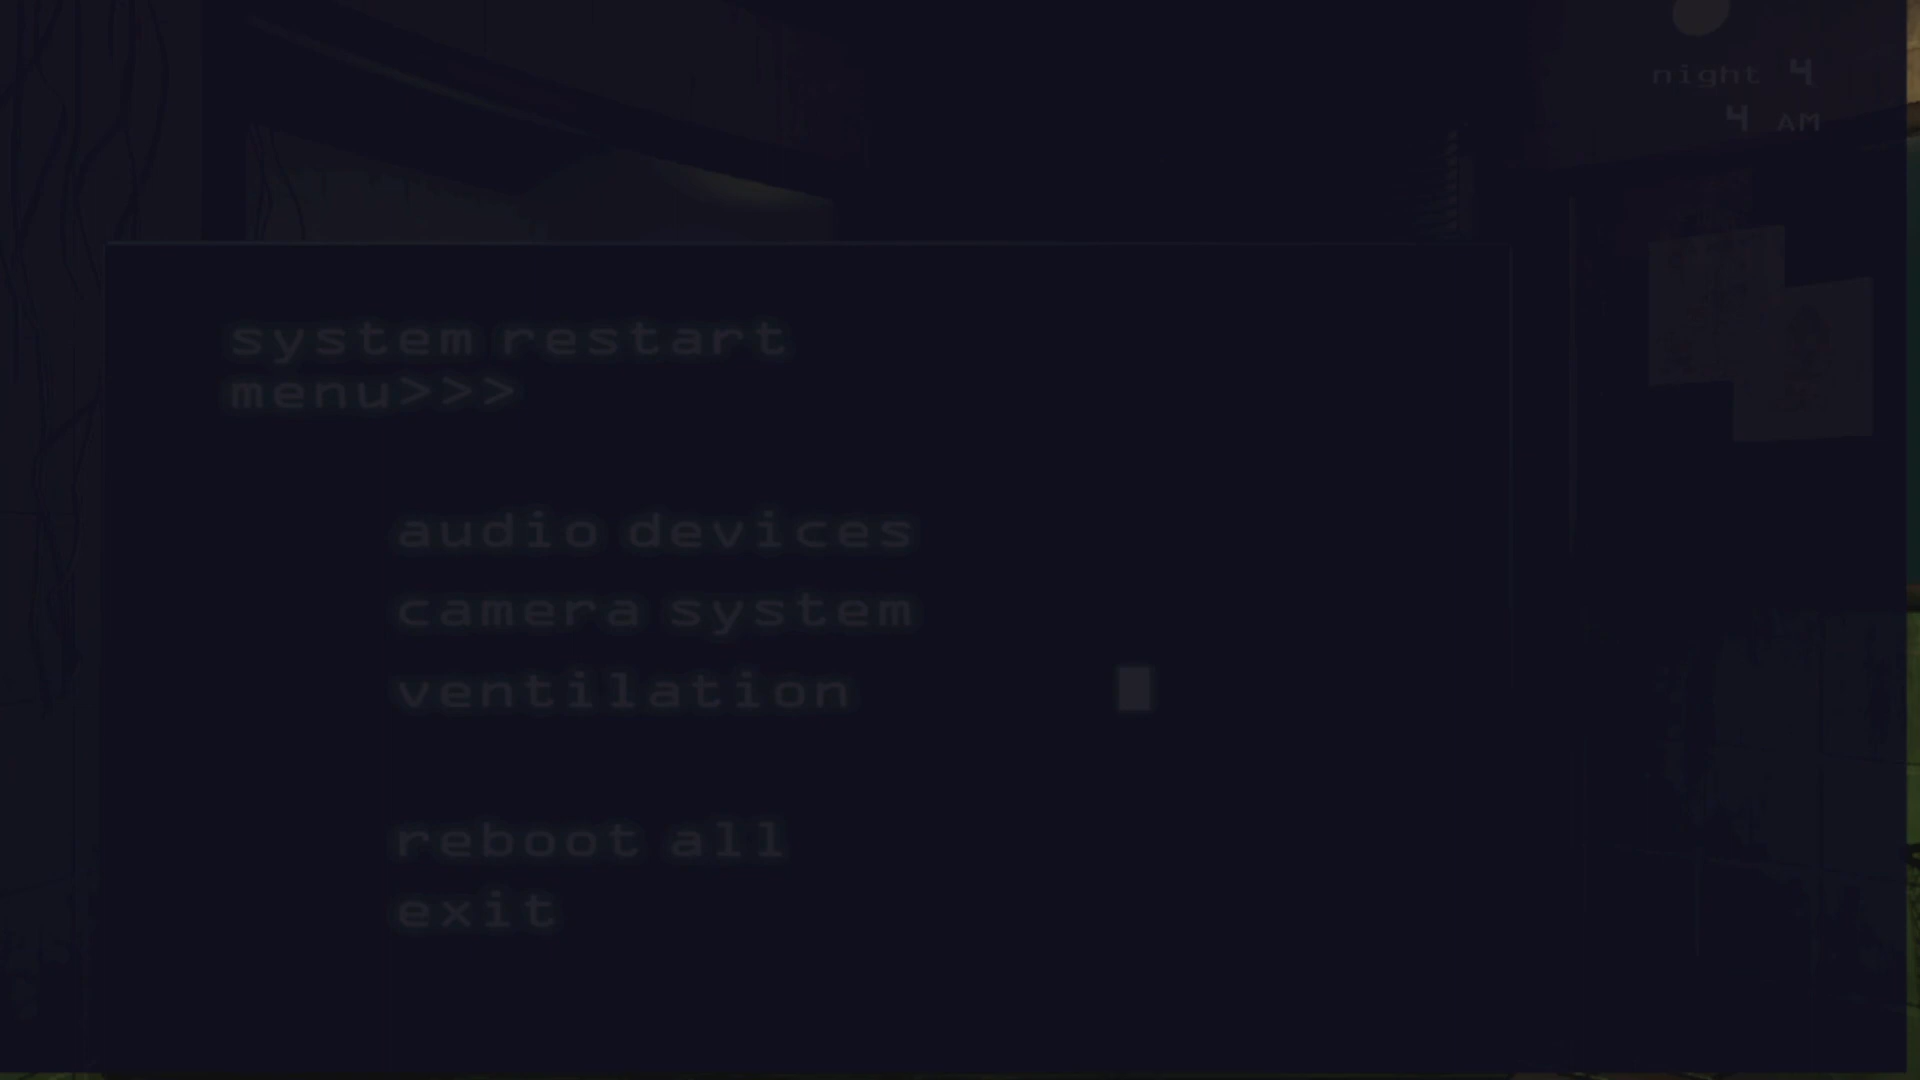 night 4
4 AM
system restart
menu>>>
audio devices
camera system
ventilation
reboot all
exit